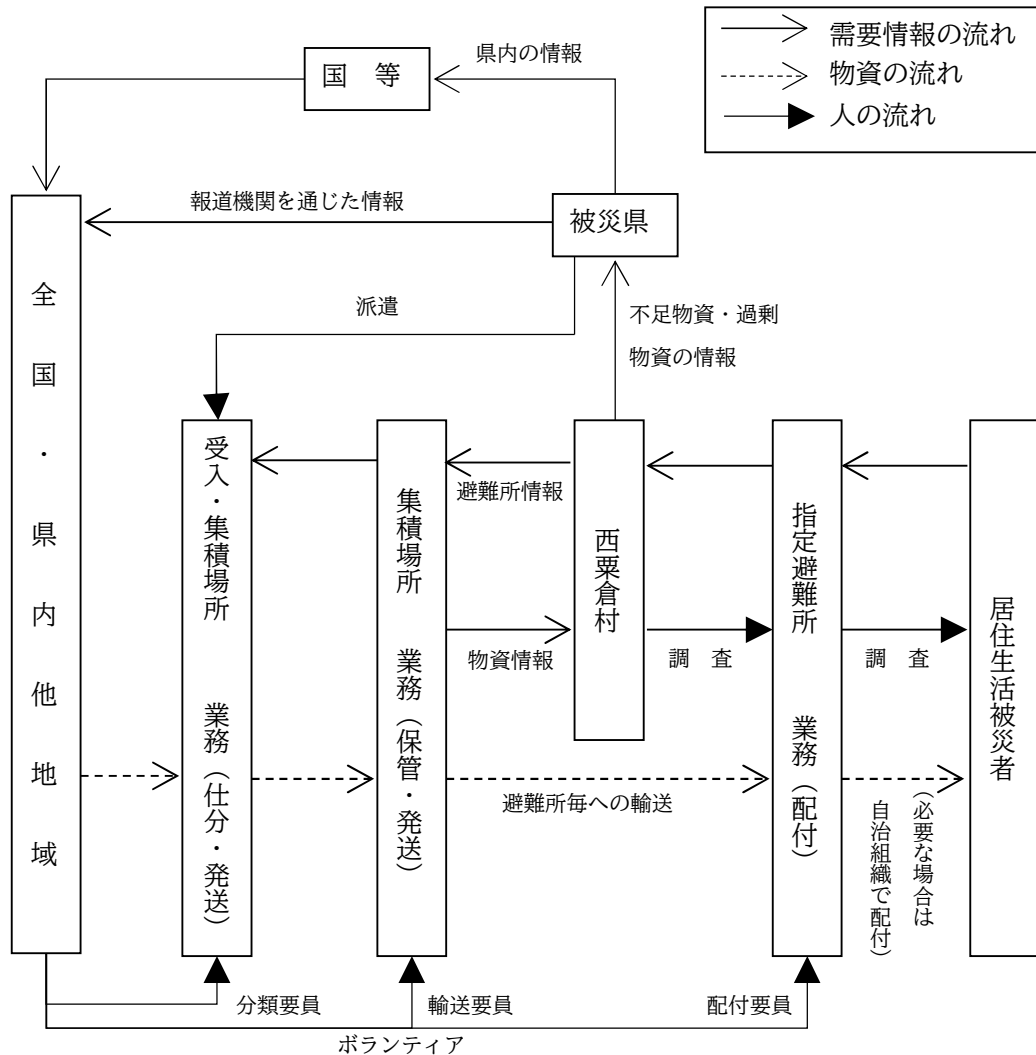 需要情報の流れ
物資の流れ
人の流れ
県内の情報
国　等
報道機関を通じた情報
被災県
派遣
不足物資・過剰
物資の情報
全国・県内他地域
受入・集積場所　業務（仕分・発送）
集積場所　業務（保管・発送）
避難所情報
物資情報
西粟倉村
調　査
指定避難所　業務（配付）
調　査
居住生活被災者
避難所毎への輸送
（必要な場合は
自治組織で配付）
分類要員
輸送要員
配付要員
ボランティア